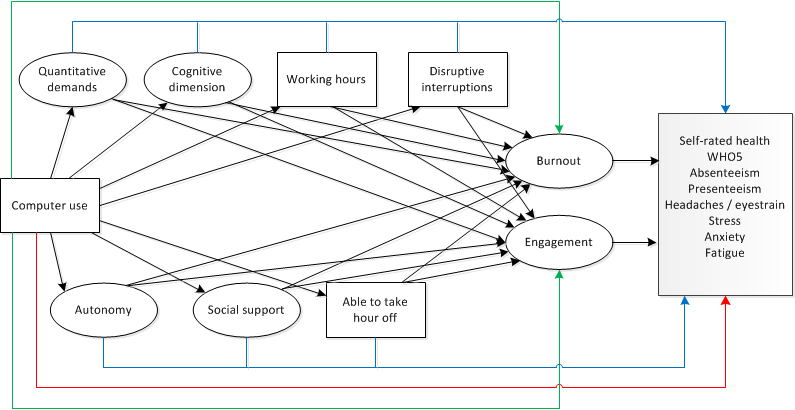 Quantitative
demands
Cognitive
dimension
Working hours
Disruptive
interruptions
Computer use
Burnout
Engagement
Self-rated health
WHO5
Absenteeism
Presenteeism
Headaches / eyestrain
Stress
Anxiety
Fatigue
Autonomy
Social support
Able to take
hour off